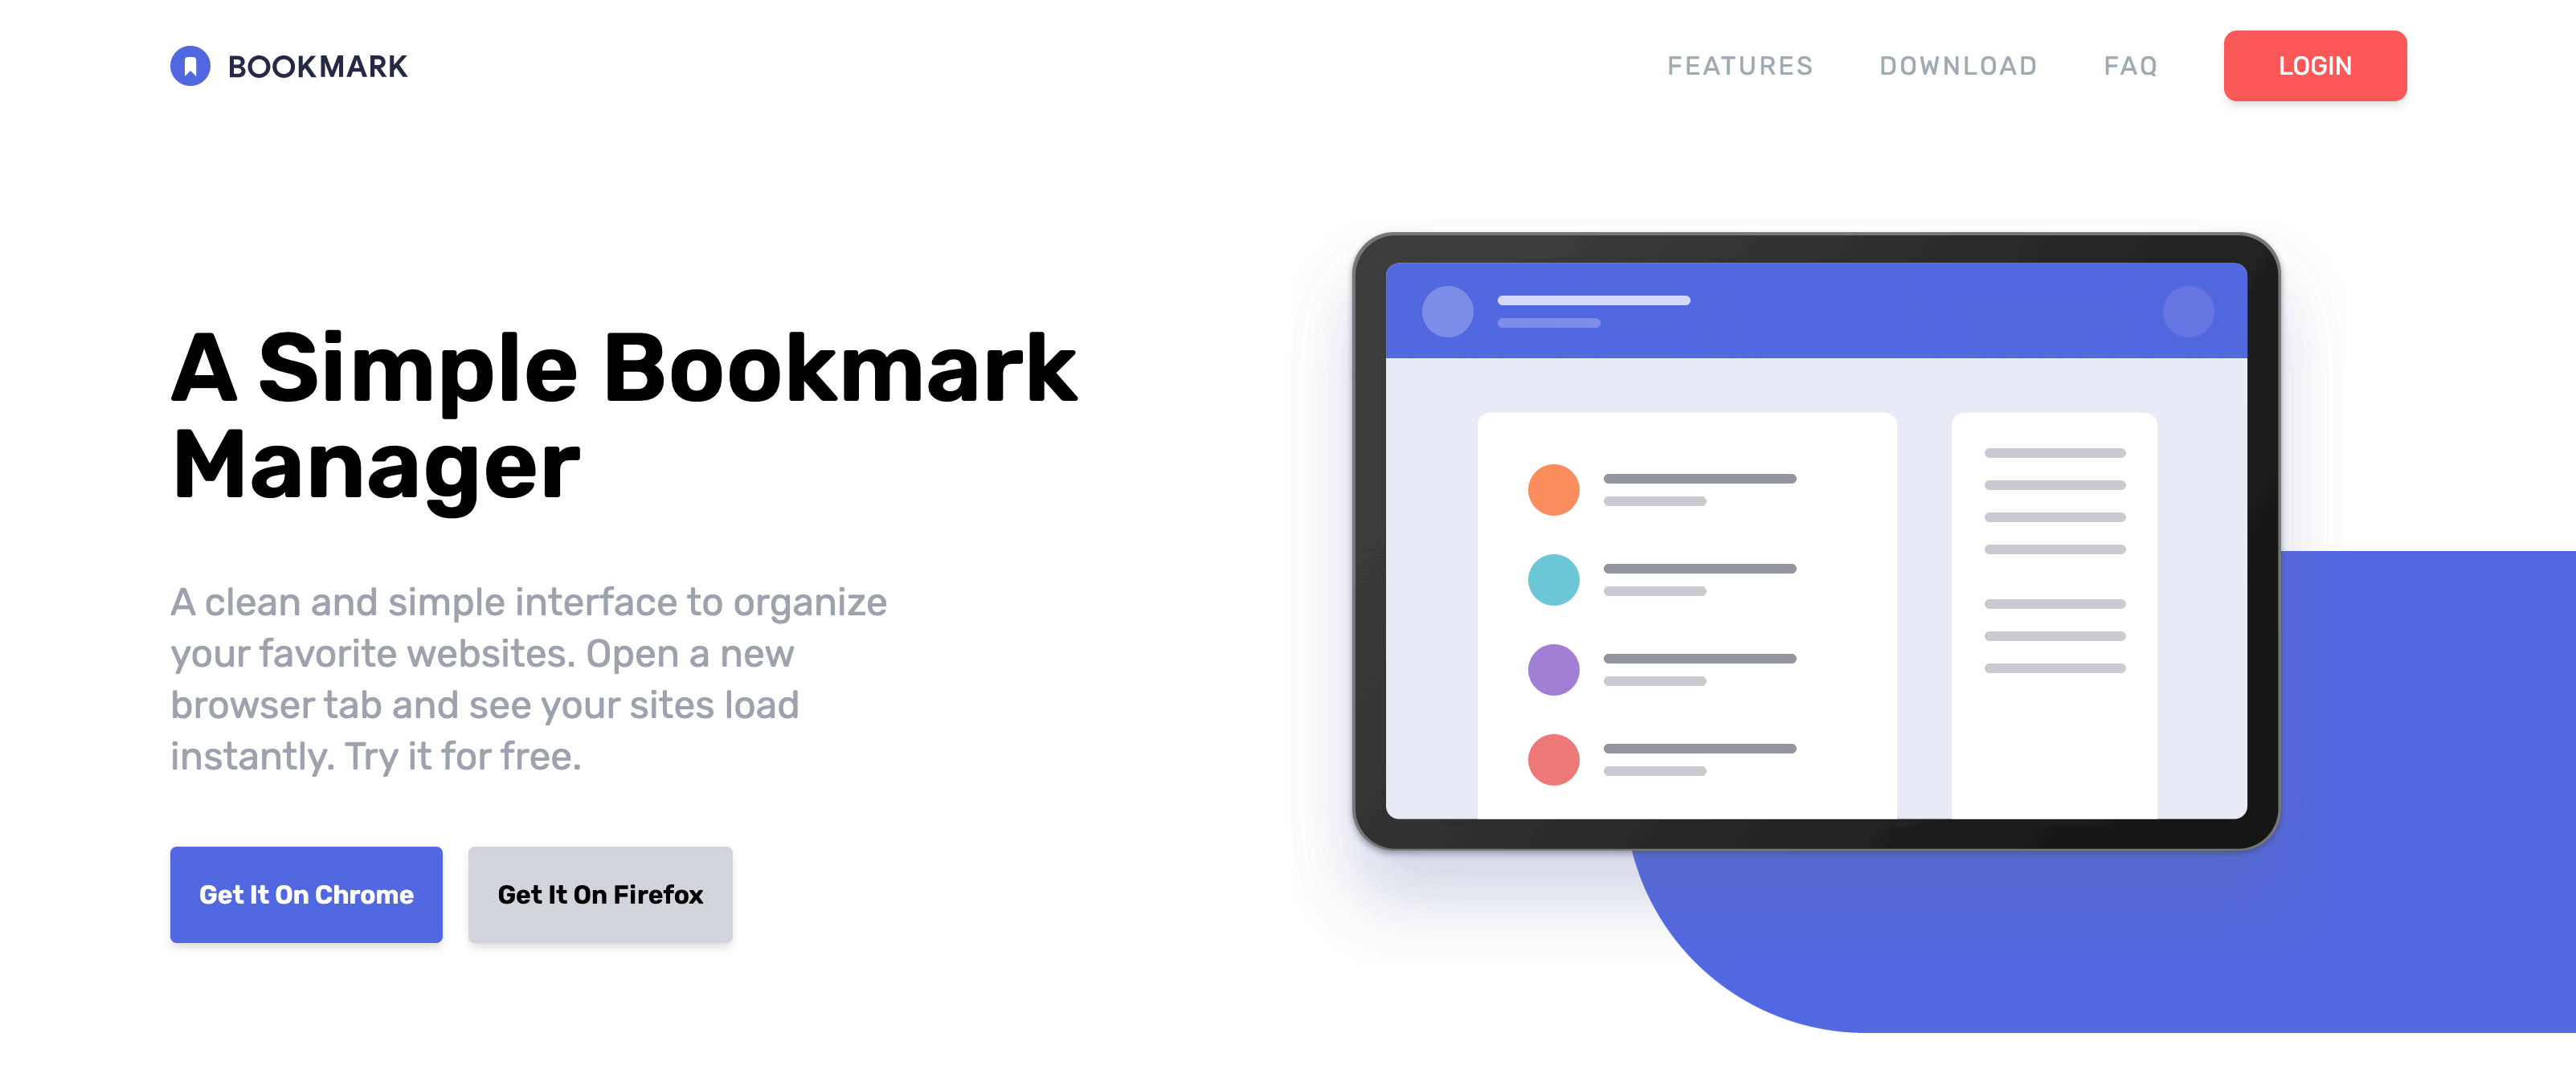 BOOKMARK
FEATURES
DOWNLOAD
FAQ
LOGIN
A Simple Bookmark
Manager
A clean and simple interface to organize
your favorite websites. Open a new
browser tab and see your sites load
instantly. Try it for free.
Get It On Chrome
Get It On Firefox